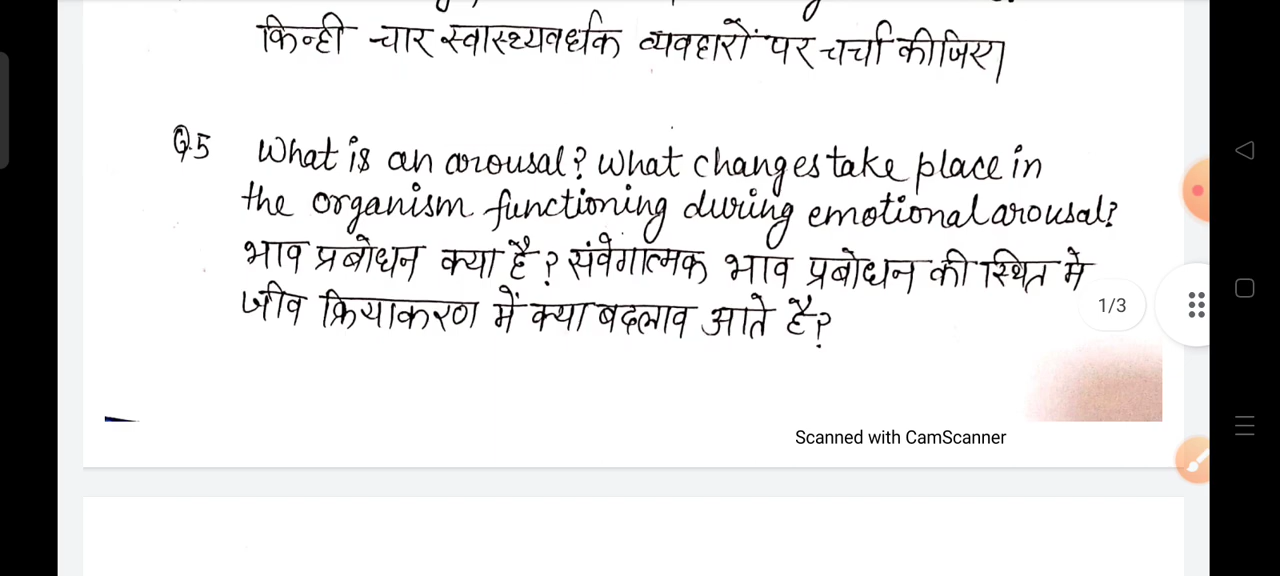 किन्ही चार स्वास्थ्यवर्धक व्यवहारों पर चर्चा कीजिए।
Q.5 What is an arousal? What changes take place in
the organism functioning during emotional arousal?
भाव प्रबोधन क्या है? संवेगात्मक भाव प्रबोधन की स्थित मे
जीव क्रियाकरण में क्या बदलाव आते है?
1/3
Scanned with CamScanner